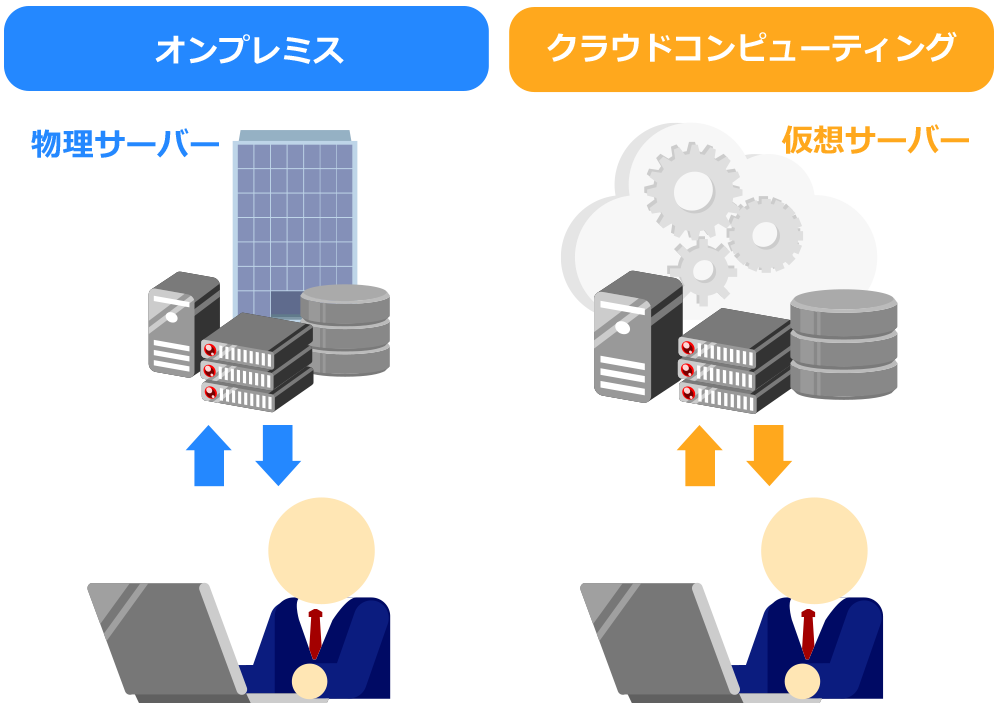 オンプレミス
クラウドコンピューティング
物理サーバー
仮想サーバー